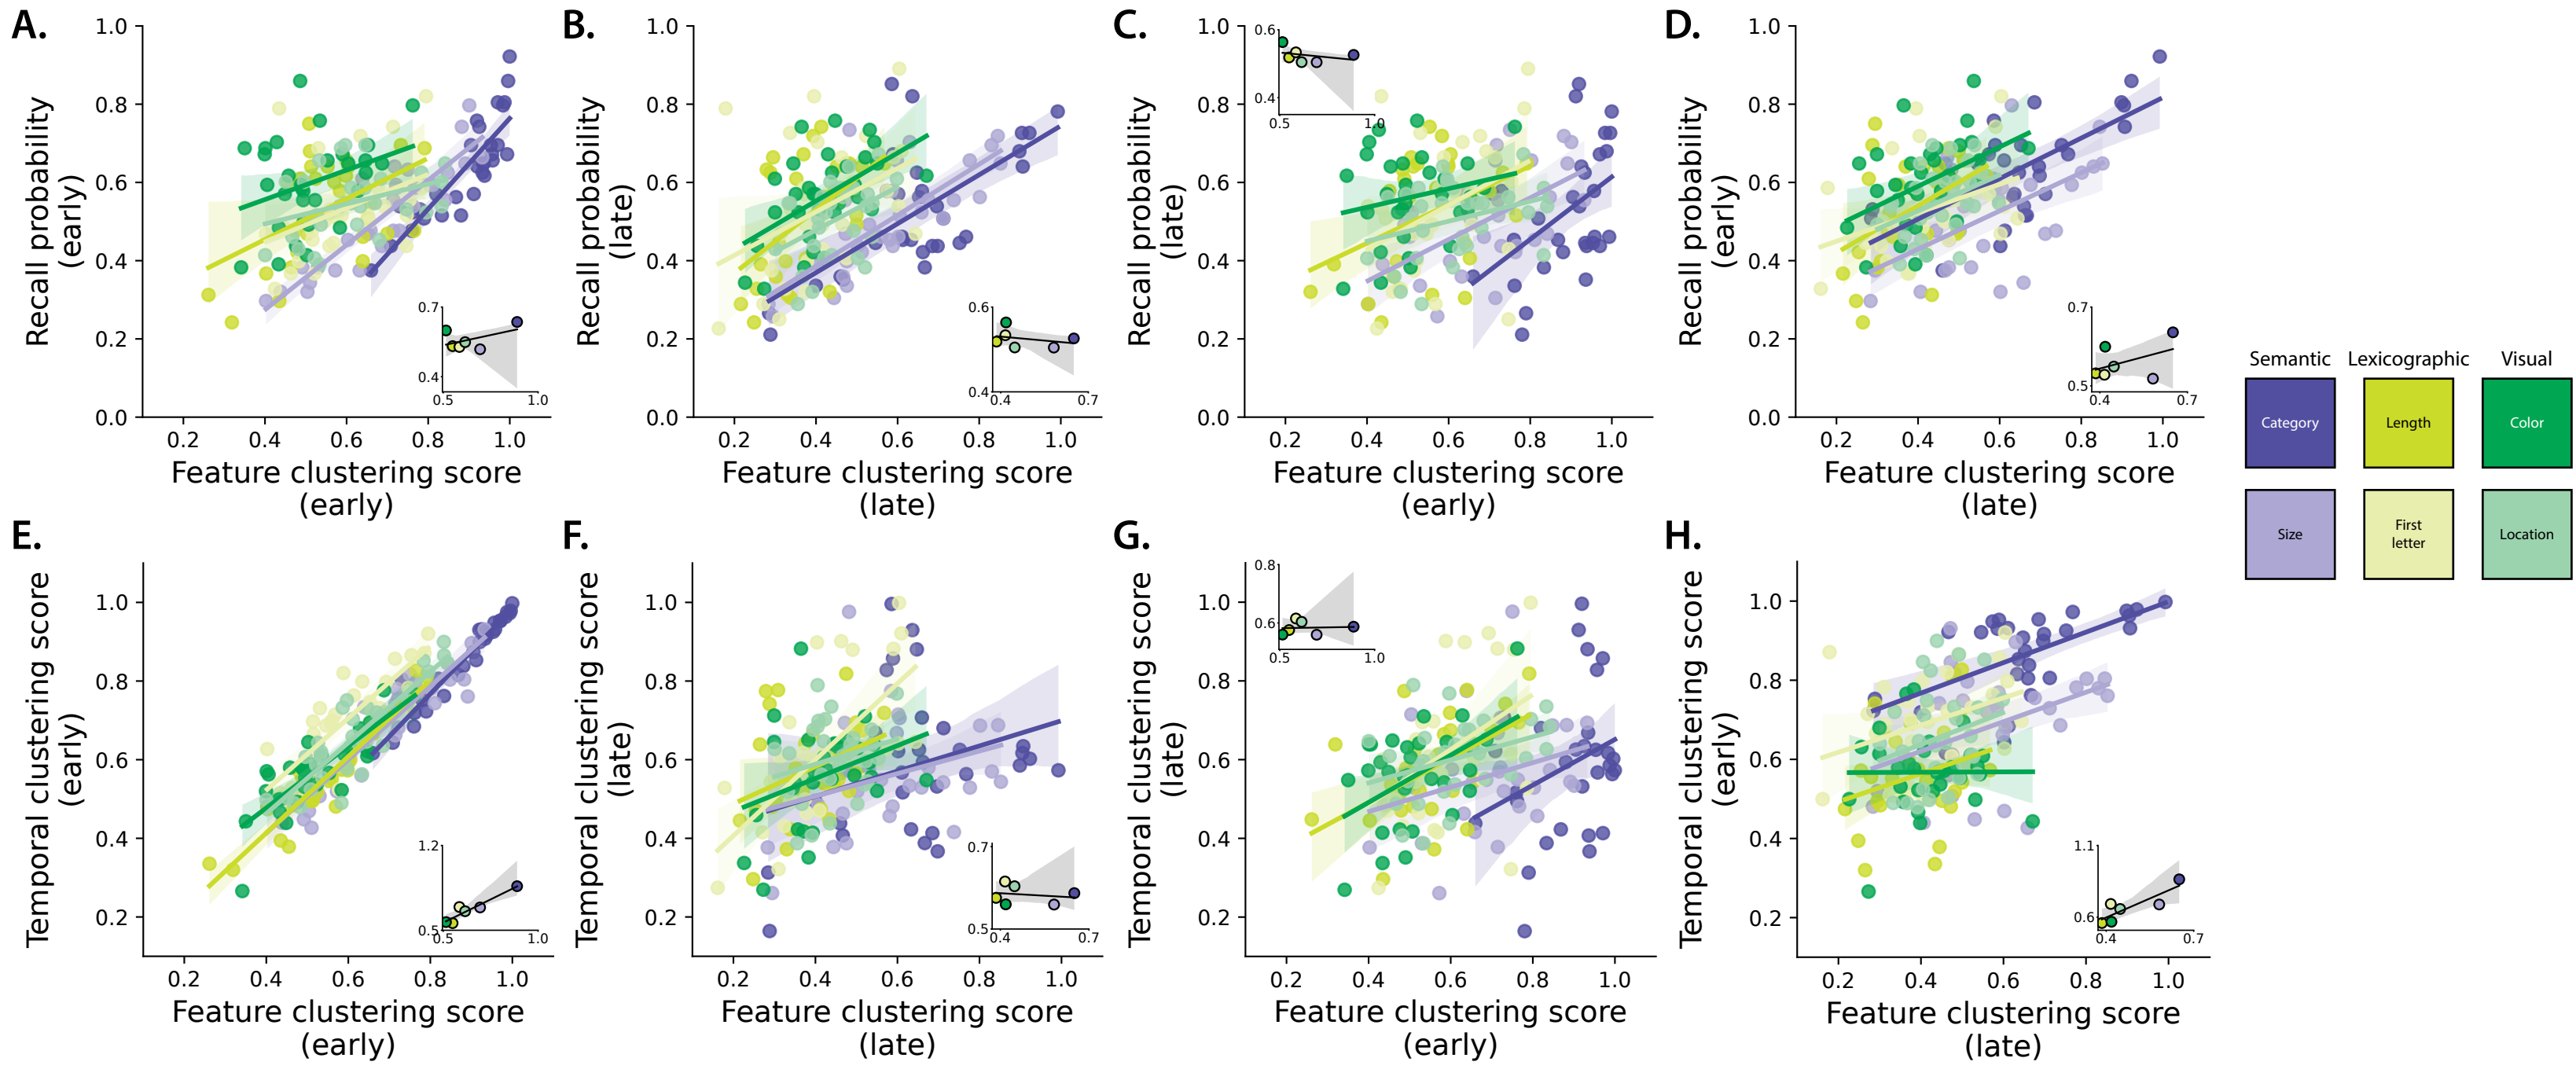 A.
1.0
0.8
0.6
0.4
0.2
0.0
Recall probability
(early)
0.7
0.4
0.5 1.0
0.2 0.4 0.6 0.8 1.0
Feature clustering score
(early)
B.
1.0
0.8
0.6
0.4
0.2
0.0
Recall probability
(late)
0.6
0.4
0.4 0.7
0.2 0.4 0.6 0.8 1.0
Feature clustering score
(late)
C.
1.0
0.8
0.6
0.4
0.2
0.0
Recall probability
(late)
0.6
0.4
0.5 1.0
0.2 0.4 0.6 0.8 1.0
Feature clustering score
(early)
D.
1.0
0.8
0.6
0.4
0.2
0.0
Recall probability
(early)
0.7
0.5
0.4 0.7
0.2 0.4 0.6 0.8 1.0
Feature clustering score
(late)
Semantic Lexicographic Visual
Category Length Color
Size First letter Location
E.
1.0
0.8
0.6
0.4
0.2
Temporal clustering score
(early)
1.2
0.5
0.5 1.0
0.2 0.4 0.6 0.8 1.0
Feature clustering score
(early)
F.
1.0
0.8
0.6
0.4
0.2
Temporal clustering score
(late)
0.7
0.5
0.4 0.7
0.2 0.4 0.6 0.8 1.0
Feature clustering score
(late)
G.
1.0
0.8
0.6
0.4
0.2
Temporal clustering score
(late)
0.8
0.6
0.5 1.0
0.2 0.4 0.6 0.8 1.0
Feature clustering score
(early)
H.
1.0
0.8
0.6
0.4
0.2
Temporal clustering score
(early)
1.1
0.6
0.4 0.7
0.2 0.4 0.6 0.8 1.0
Feature clustering score
(late)